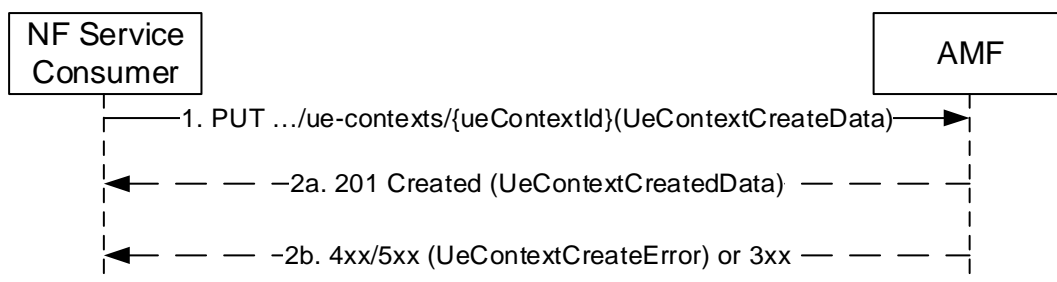 NF Service
Consumer
AMF
1. PUT …/ue-contexts/{ueContextId}(UeContextCreateData)
2a. 201 Created (UeContextCreatedData)
2b. 4xx/5xx (UeContextCreateError) or 3xx